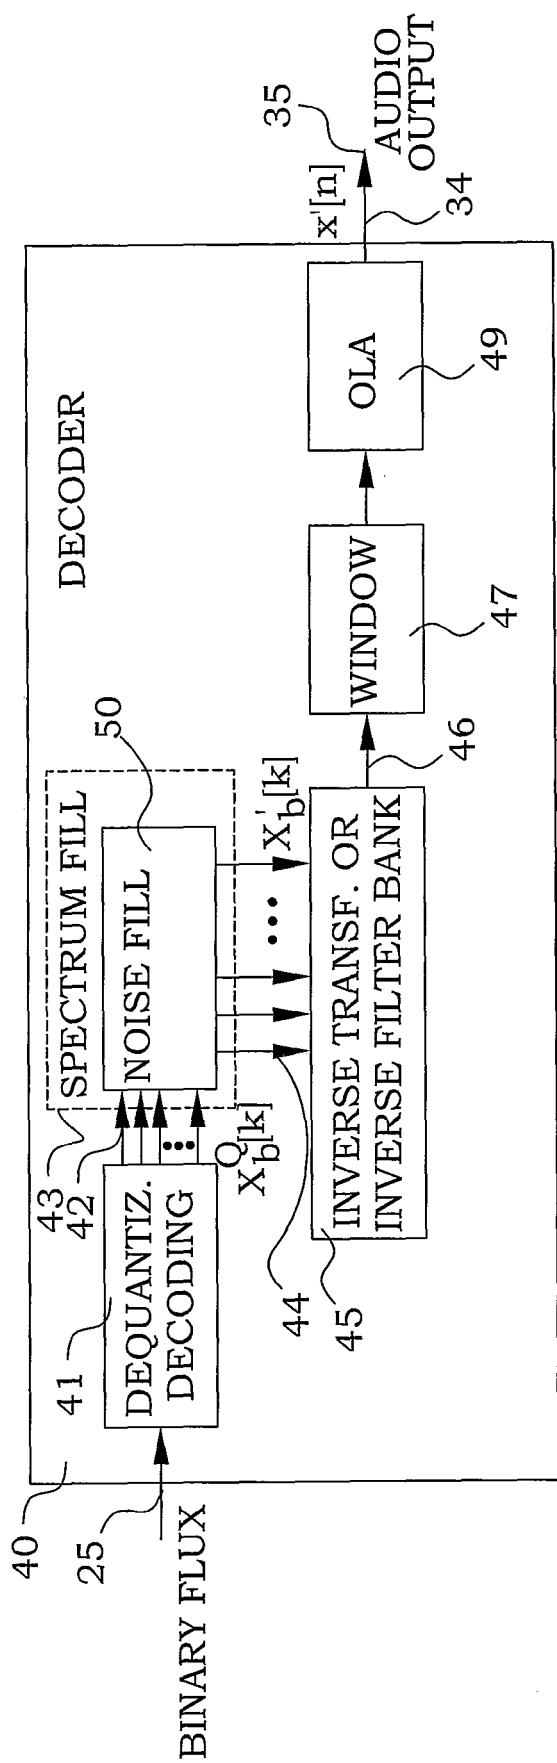 DECODER
40
BINARY FLUX
25
41
DEQUANTIZ.
DECODING
43
42
SPECTRUM FILL
NOISE FILL
50
X_b^Q[k]
44
X'_b[k]
45
INVERSE TRANSF. OR
INVERSE FILTER BANK
46
WINDOW
47
OLA
49
x'[n]
34
35
AUDIO
OUTPUT